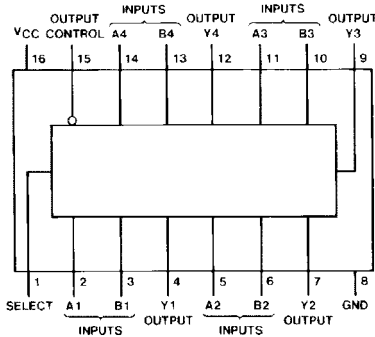 INPUTS INPUTS
OUTPUT OUTPUT OUTPUT
VCC CONTROL A4 B4 Y4 A3 B3 Y3
16 15 14 13 12 11 10 9
1 2 3 4 5 6 7 8
SELECT A1 B1 Y1 A2 B2 Y2 GND
INPUTS OUTPUT INPUTS OUTPUT